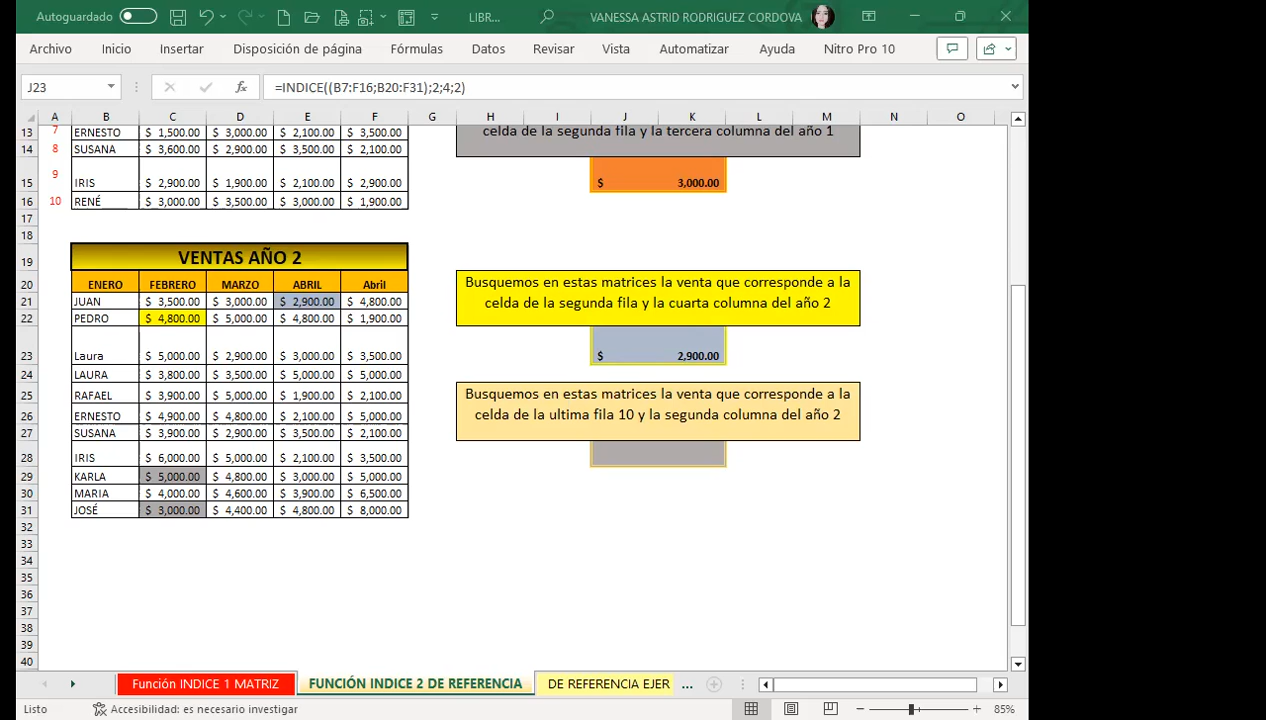 Autoguardado LIBR... VANESSA ASTRID RODRIGUEZ CORDOVA
Archivo Inicio Insertar Disposición de página Fórmulas Datos Revisar Vista Automatizar Ayuda Nitro Pro 10
J23 fx =INDICE((B7:F16;B20:F31);2;4;2)
A B C D E F G H I J K L M N O
13 7 ERNESTO $ 1,500.00 $ 3,000.00 $ 2,100.00 $ 3,500.00 celda de la segunda fila y la tercera columna del año 1
14 8 SUSANA $ 3,600.00 $ 2,900.00 $ 3,500.00 $ 2,100.00
15 9 IRIS $ 2,900.00 $ 1,900.00 $ 2,100.00 $ 2,900.00 $ 3,000.00
16 10 RENÉ $ 3,000.00 $ 3,500.00 $ 3,000.00 $ 1,900.00
17
18
19 VENTAS AÑO 2
20 ENERO FEBRERO MARZO ABRIL Abril Busquemos en estas matrices la venta que corresponde a la
21 JUAN $ 3,500.00 $ 3,000.00 $ 2,900.00 $ 4,800.00 celda de la segunda fila y la cuarta columna del año 2
22 PEDRO $ 4,800.00 $ 5,000.00 $ 4,800.00 $ 1,900.00
23 Laura $ 5,000.00 $ 2,900.00 $ 3,000.00 $ 3,500.00 $ 2,900.00
24 LAURA $ 3,800.00 $ 3,500.00 $ 5,000.00 $ 5,000.00
25 RAFAEL $ 3,900.00 $ 5,000.00 $ 1,900.00 $ 2,100.00 Busquemos en estas matrices la venta que corresponde a la
26 ERNESTO $ 4,900.00 $ 4,800.00 $ 2,100.00 $ 5,000.00 celda de la ultima fila 10 y la segunda columna del año 2
27 SUSANA $ 3,900.00 $ 2,900.00 $ 3,500.00 $ 2,100.00
28 IRIS $ 6,000.00 $ 5,000.00 $ 2,100.00 $ 3,500.00
29 KARLA $ 5,000.00 $ 4,800.00 $ 3,000.00 $ 5,000.00
30 MARIA $ 4,000.00 $ 4,600.00 $ 3,900.00 $ 6,500.00
31 JOSÉ $ 3,000.00 $ 4,400.00 $ 4,800.00 $ 8,000.00
32
33
34
35
36
37
38
39
40
Función INDICE 1 MATRIZ FUNCIÓN INDICE 2 DE REFERENCIA DE REFERENCIA EJER ...
Listo Accesibilidad: es necesario investigar 85%